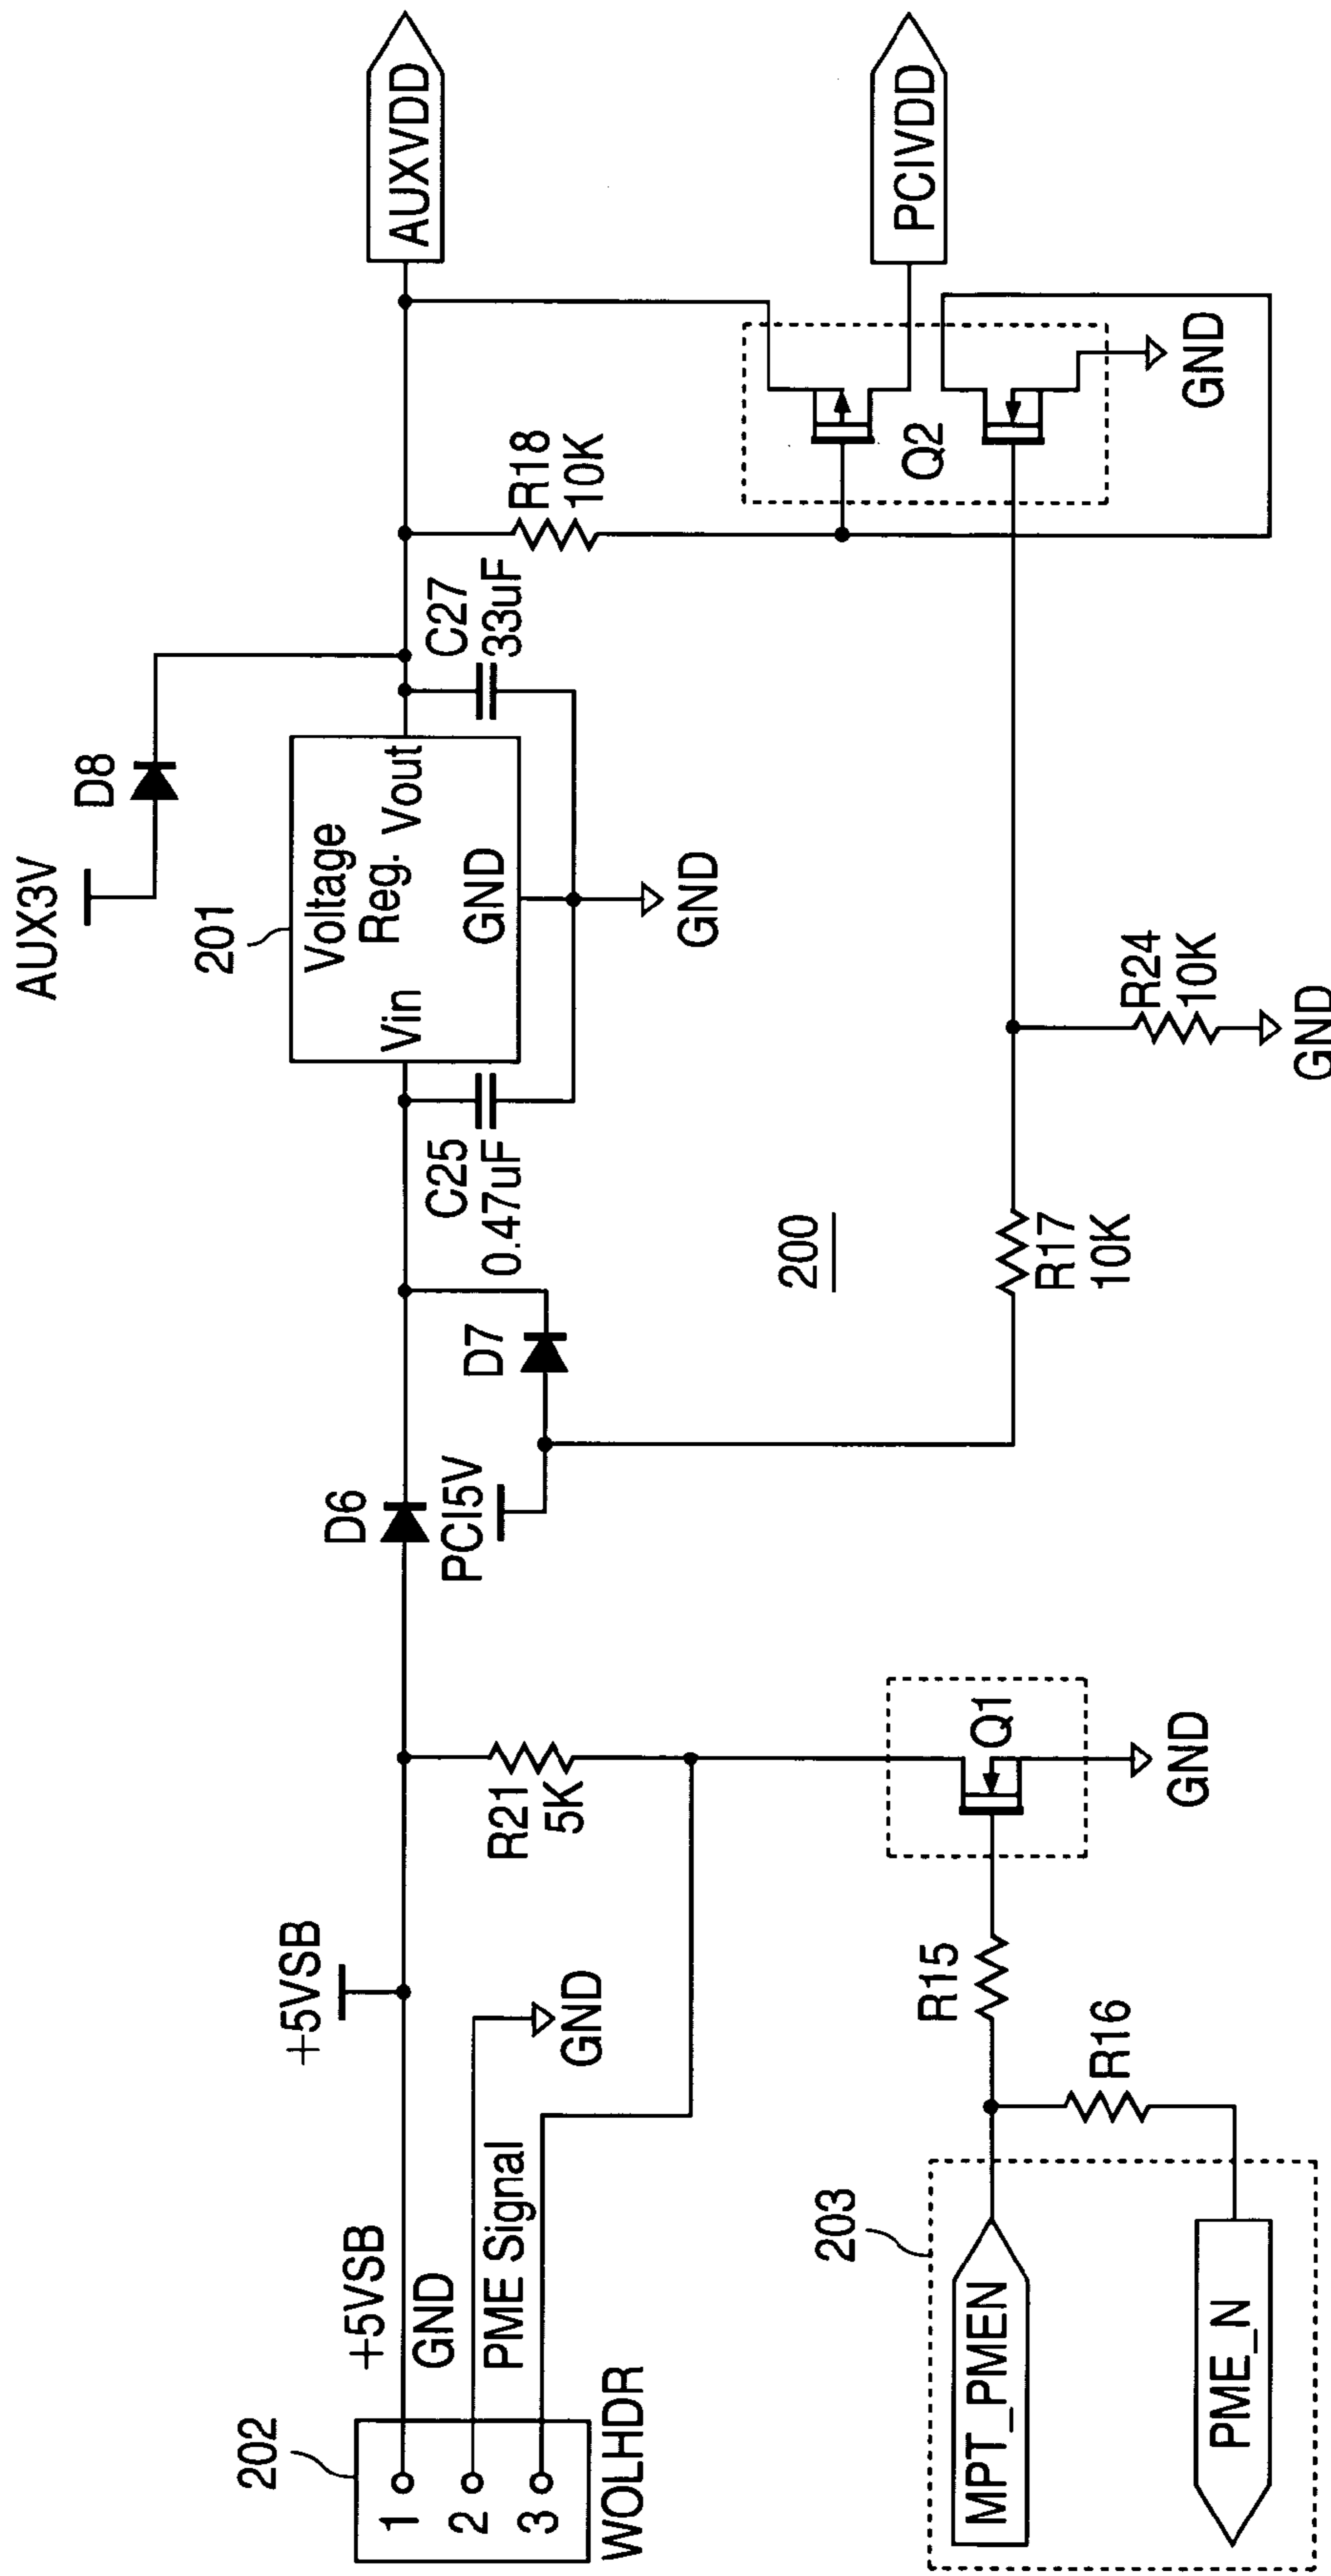 AUX3V
D8
201
Voltage
Reg.
Vin
Vout
GND
C27
33uF
C25
0.47uF
GND
R18
10K
AUXVDD
PCIVDD
Q2
GND
D6
D7
PCI5V
200
R17
10K
R24
10K
GND
+5VSB
+5VSB
GND
PME Signal
GND
202
1
2
3
WOLHDR
R21
5K
Q1
GND
R15
R16
203
MPT_PMEN
PME_N